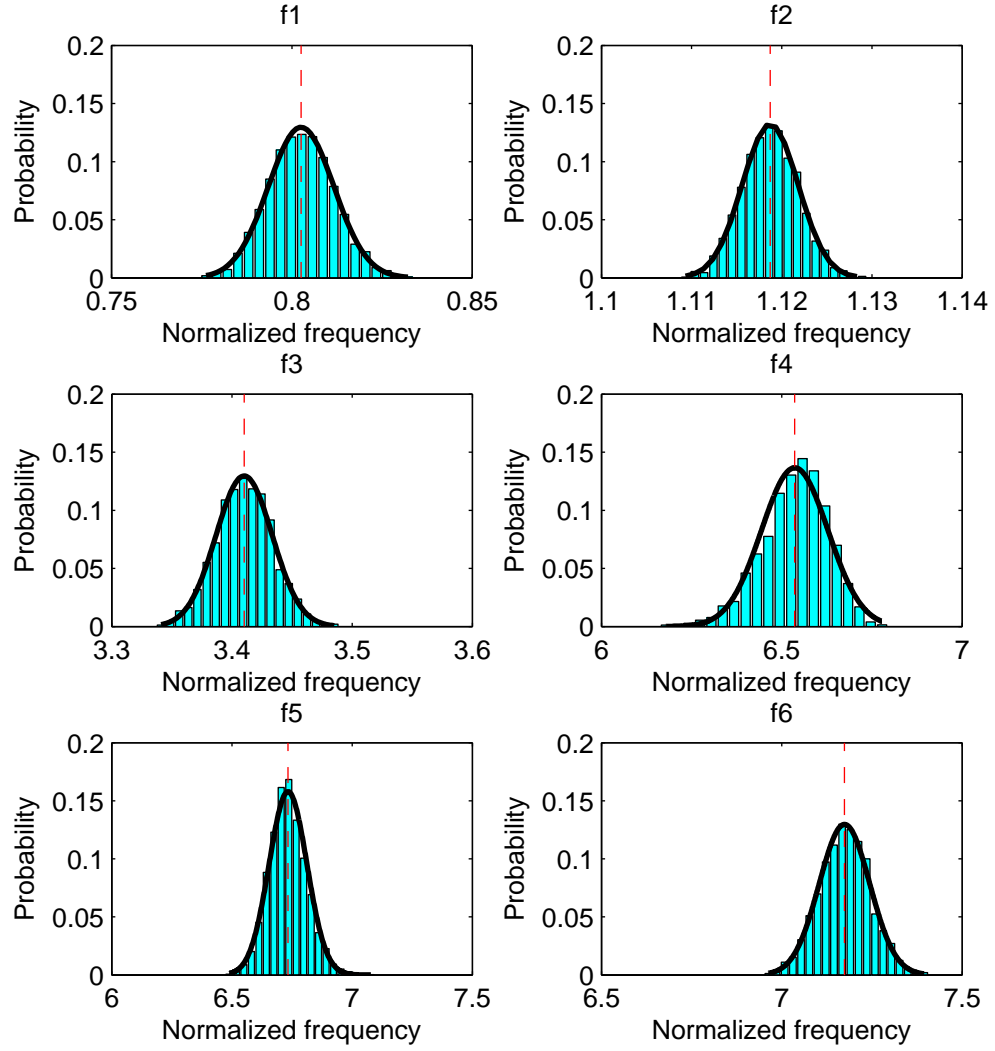 f1
f2
0.2
0.15
0.1
0.05
0
Probability
0.75
0.8
0.85
Normalized frequency
0.2
0.15
0.1
0.05
0
Probability
1.1
1.11
1.12
1.13
1.14
Normalized frequency
f3
f4
0.2
0.15
0.1
0.05
0
Probability
3.3
3.4
3.5
3.6
Normalized frequency
0.2
0.15
0.1
0.05
0
Probability
6
6.5
7
Normalized frequency
f5
f6
0.2
0.15
0.1
0.05
0
Probability
6
6.5
7
7.5
Normalized frequency
0.2
0.15
0.1
0.05
0
Probability
6.5
7
7.5
Normalized frequency